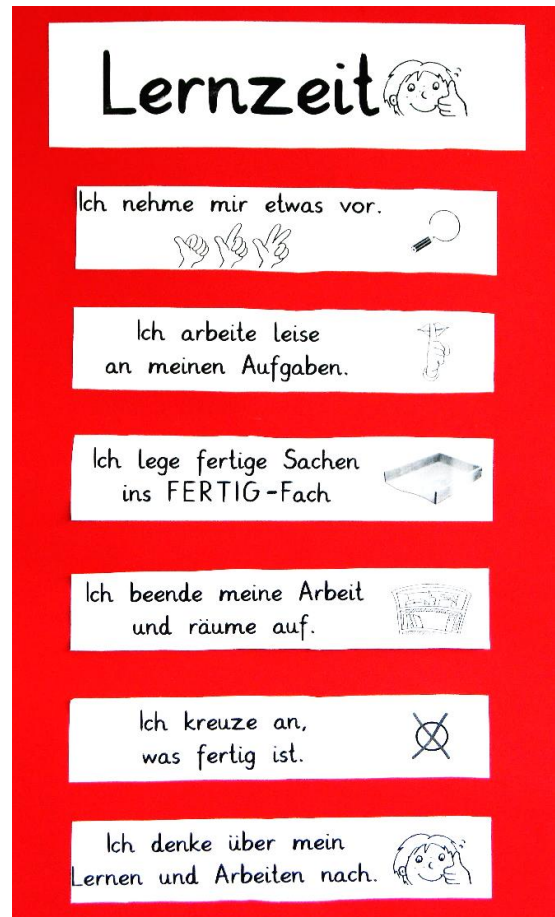 Lernzeit
Ich nehme mir etwas vor.
Ich arbeite leise
an meinen Aufgaben.
Ich lege fertige Sachen
ins FERTIG-Fach
Ich beende meine Arbeit
und räume auf.
Ich kreuze an,
was fertig ist.
Ich denke über mein
Lernen und Arbeiten nach.